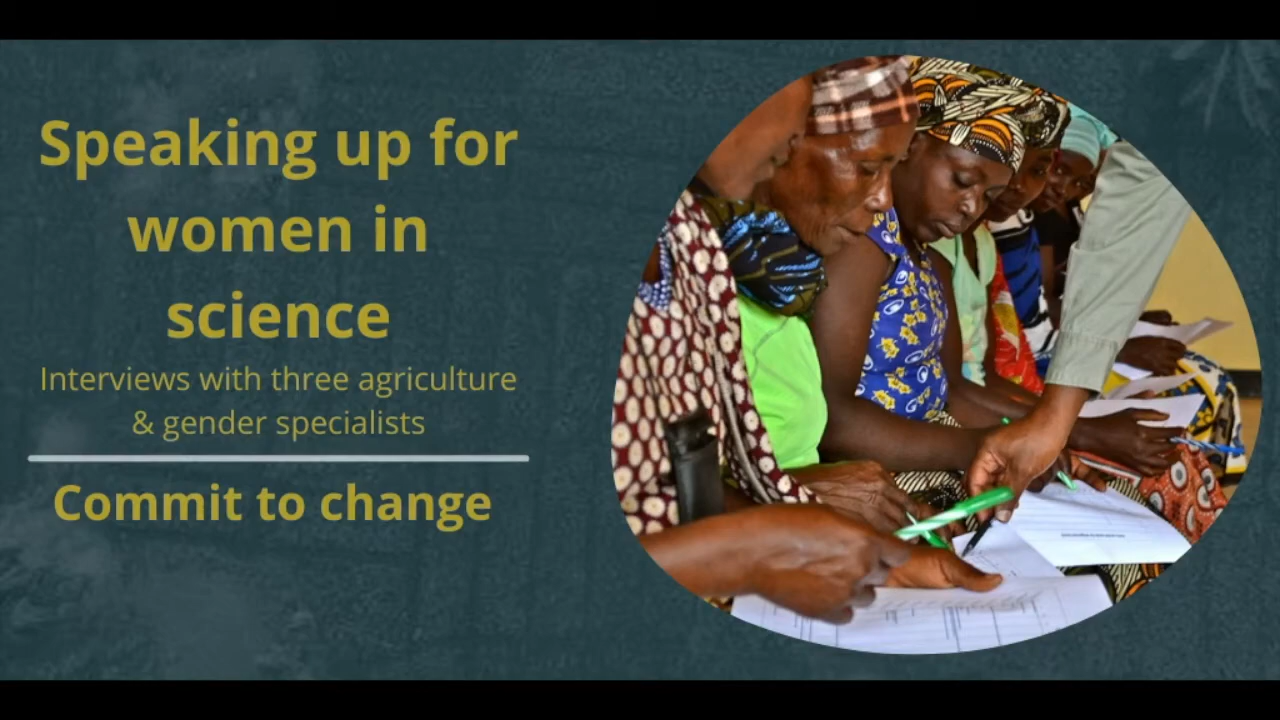 Speaking up for
women in
science
Interviews with three agriculture
& gender specialists
Commit to change